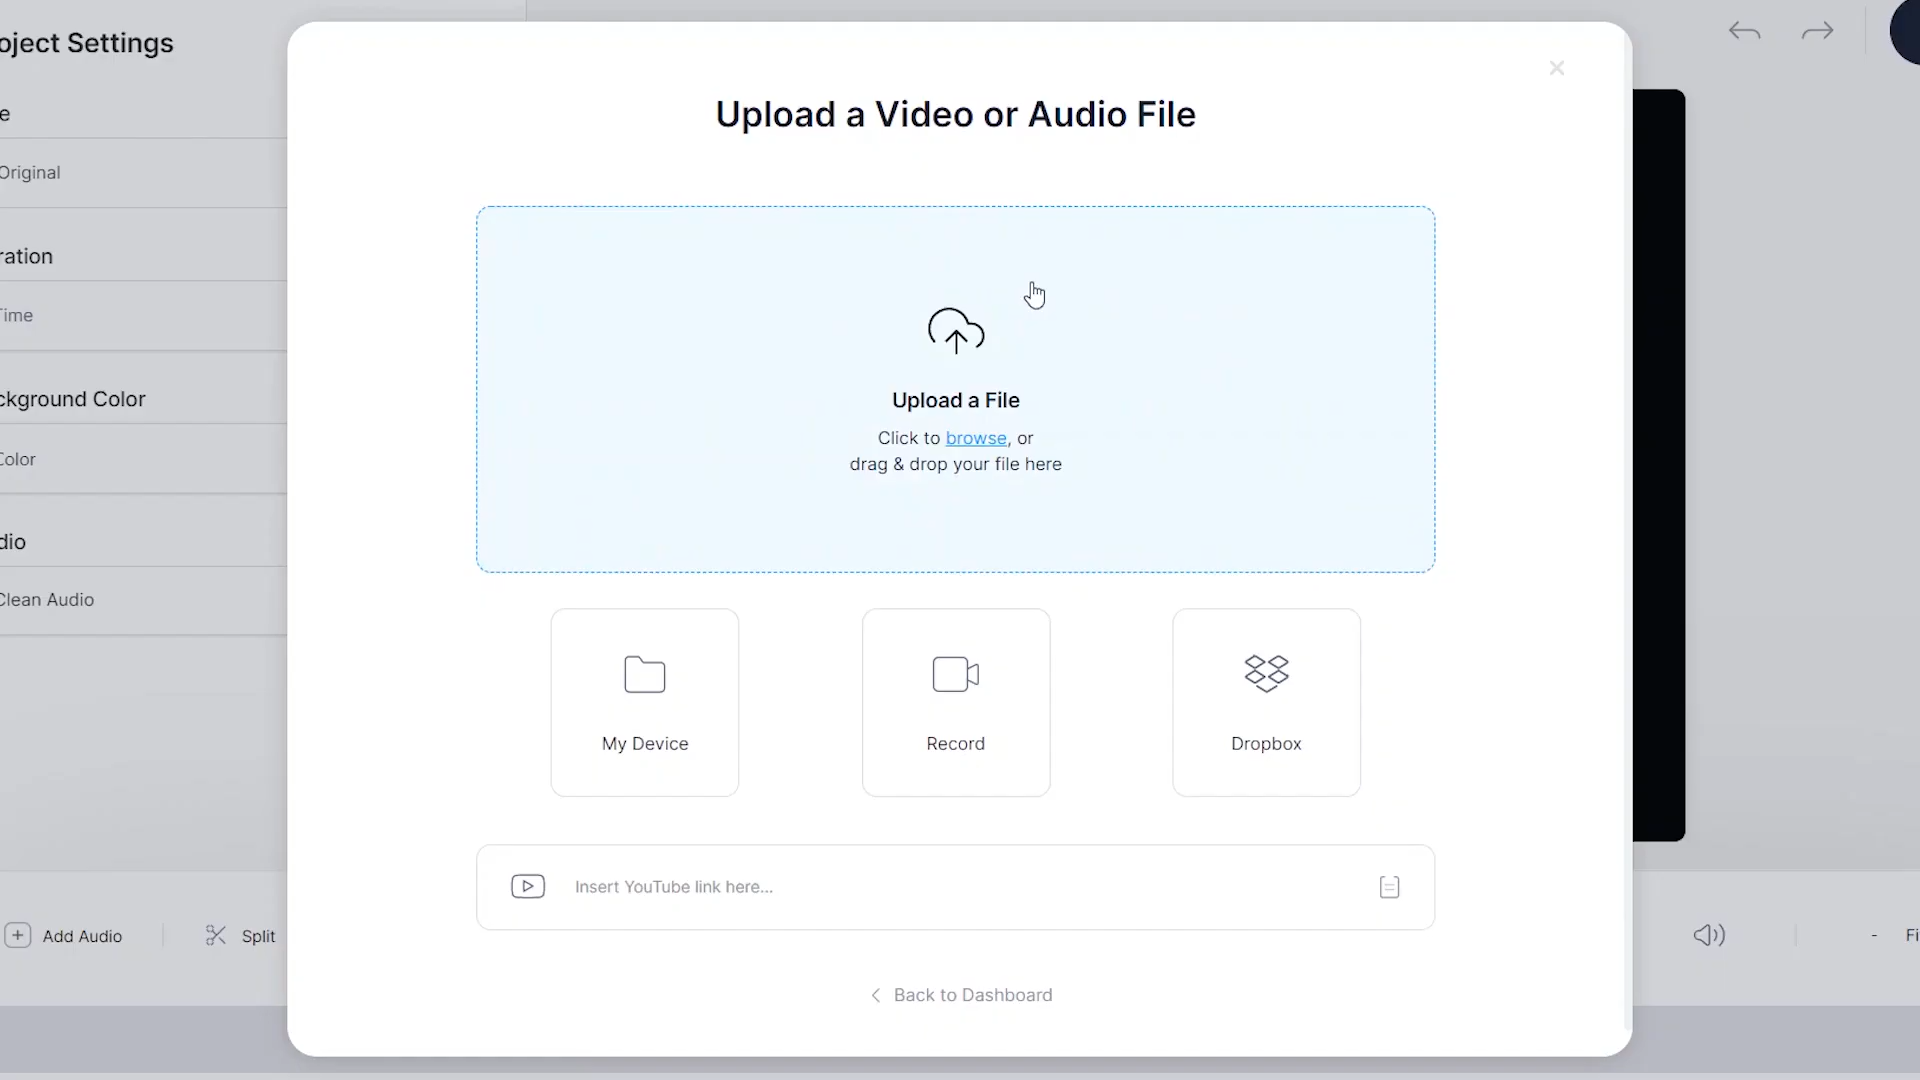 oject Settings
e
Original
ration
Time
ckground Color
Color
dio
Clean Audio
Upload a Video or Audio File
Upload a File
Click to browse, or
drag & drop your file here
My Device
Record
Dropbox
Insert YouTube link here...
Back to Dashboard
Add Audio
Split
- Fi